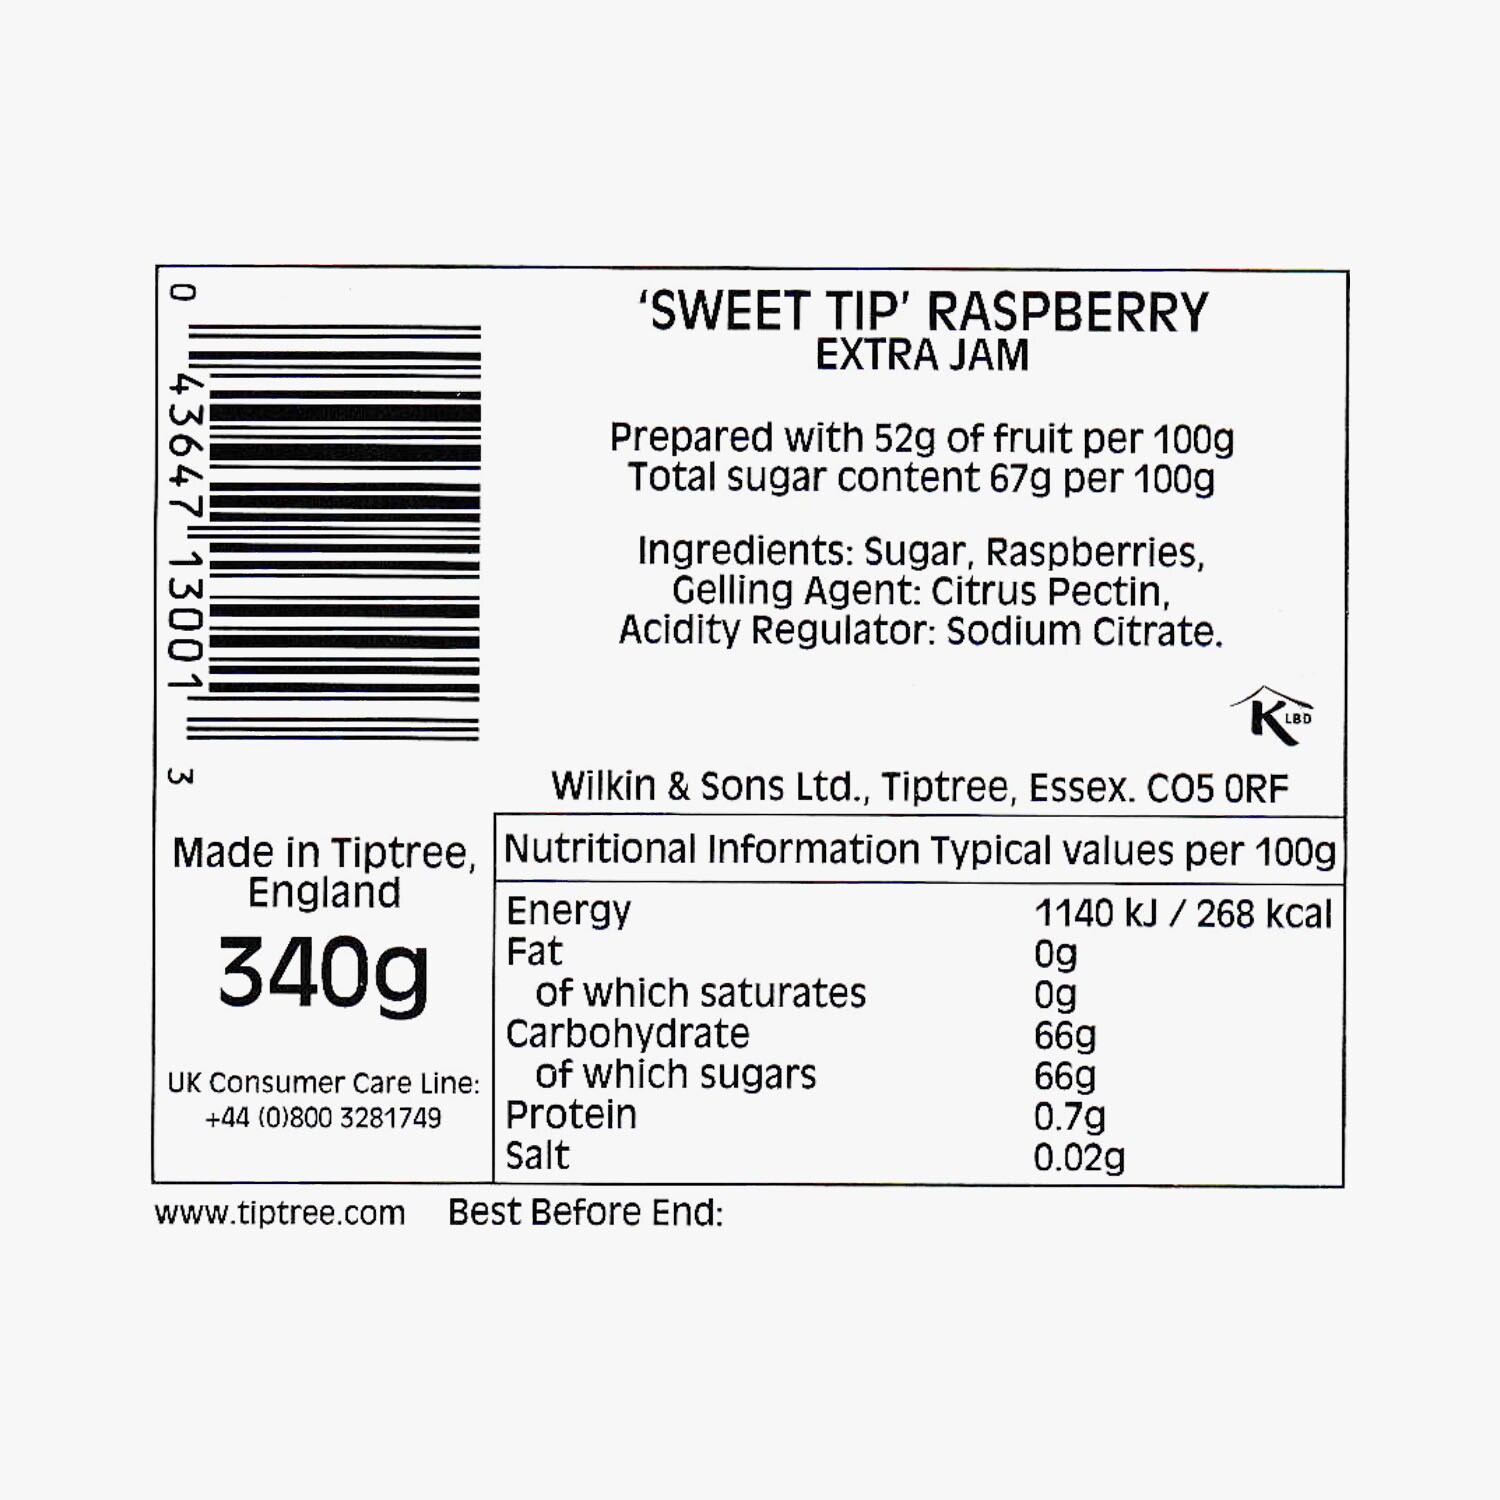 0
43647 13001
3
'SWEET TIP' RASPBERRY
EXTRA JAM
Prepared with 52g of fruit per 100g
Total sugar content 67g per 100g
Ingredients: Sugar, Raspberries,
Gelling Agent: Citrus Pectin,
Acidity Regulator: Sodium Citrate.
K LBD
Wilkin & Sons Ltd., Tiptree, Essex. CO5 0RF
Made in Tiptree,
England
340g
UK Consumer Care Line:
+44 (0)800 3281749
Nutritional Information Typical values per 100g
Energy 1140 kJ / 268 kcal
Fat 0g
of which saturates 0g
Carbohydrate 66g
of which sugars 66g
Protein 0.7g
Salt 0.02g
www.tiptree.com Best Before End: